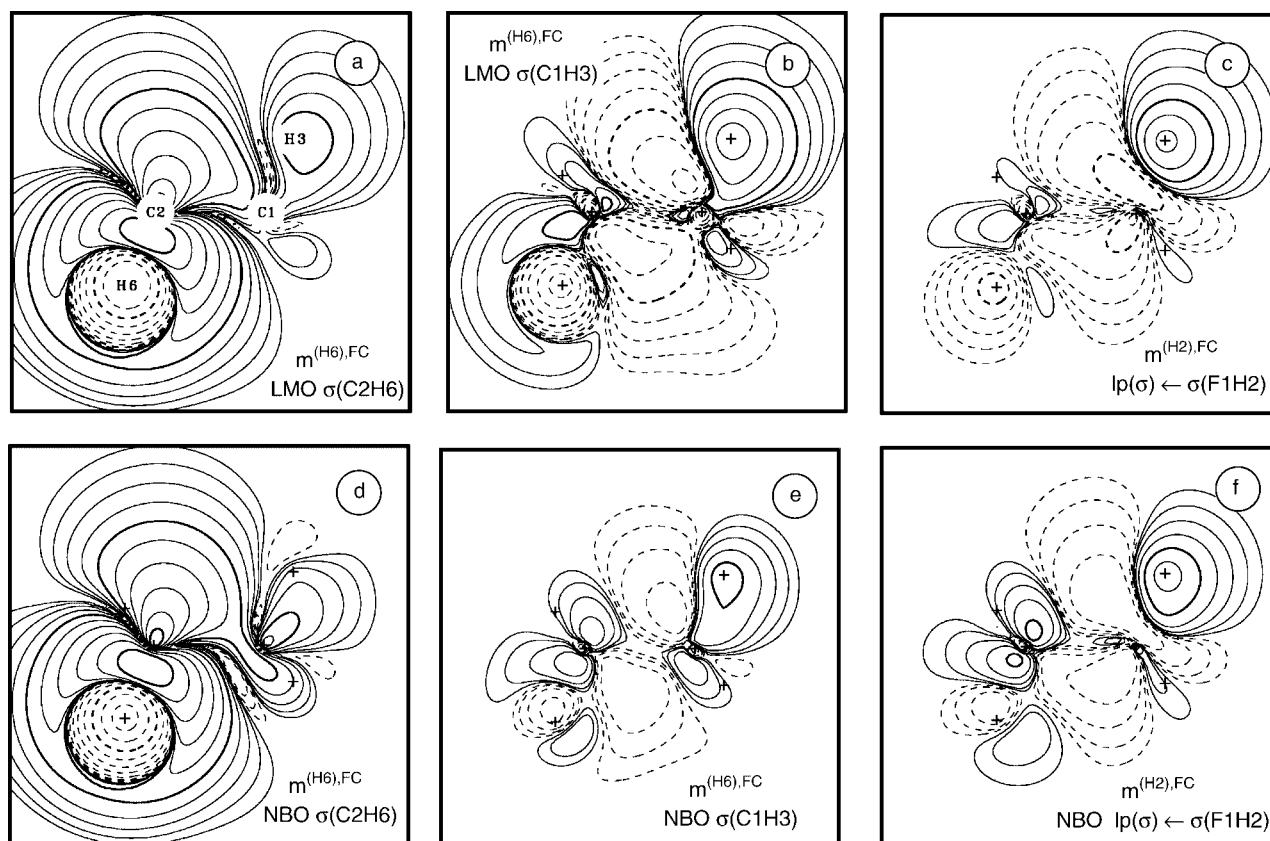 a
H3
C2
C1
H6
m(H6),FC
LMO σ(C2H6)
m(H6),FC
LMO σ(C1H3)
b
c
m(H2),FC
lp(σ) ← σ(F1H2)
d
m(H6),FC
NBO σ(C2H6)
e
m(H6),FC
NBO σ(C1H3)
f
m(H2),FC
NBO lp(σ) ← σ(F1H2)